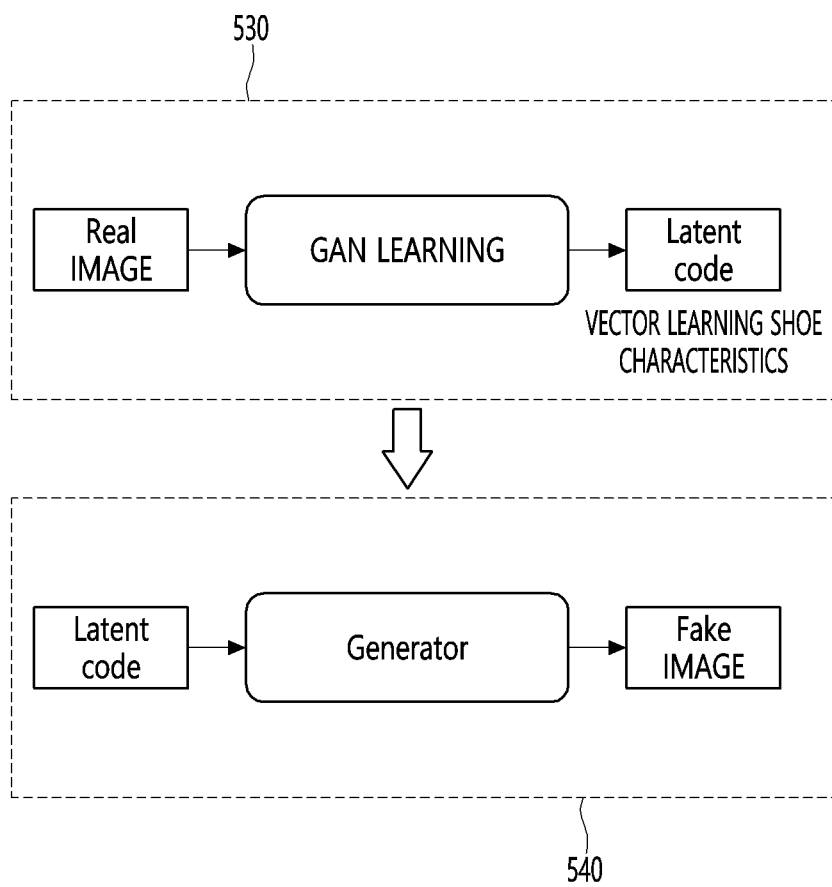 530
Real
IMAGE
GAN LEARNING
Latent
code
VECTOR LEARNING SHOE
CHARACTERISTICS
Latent
code
Generator
Fake
IMAGE
540